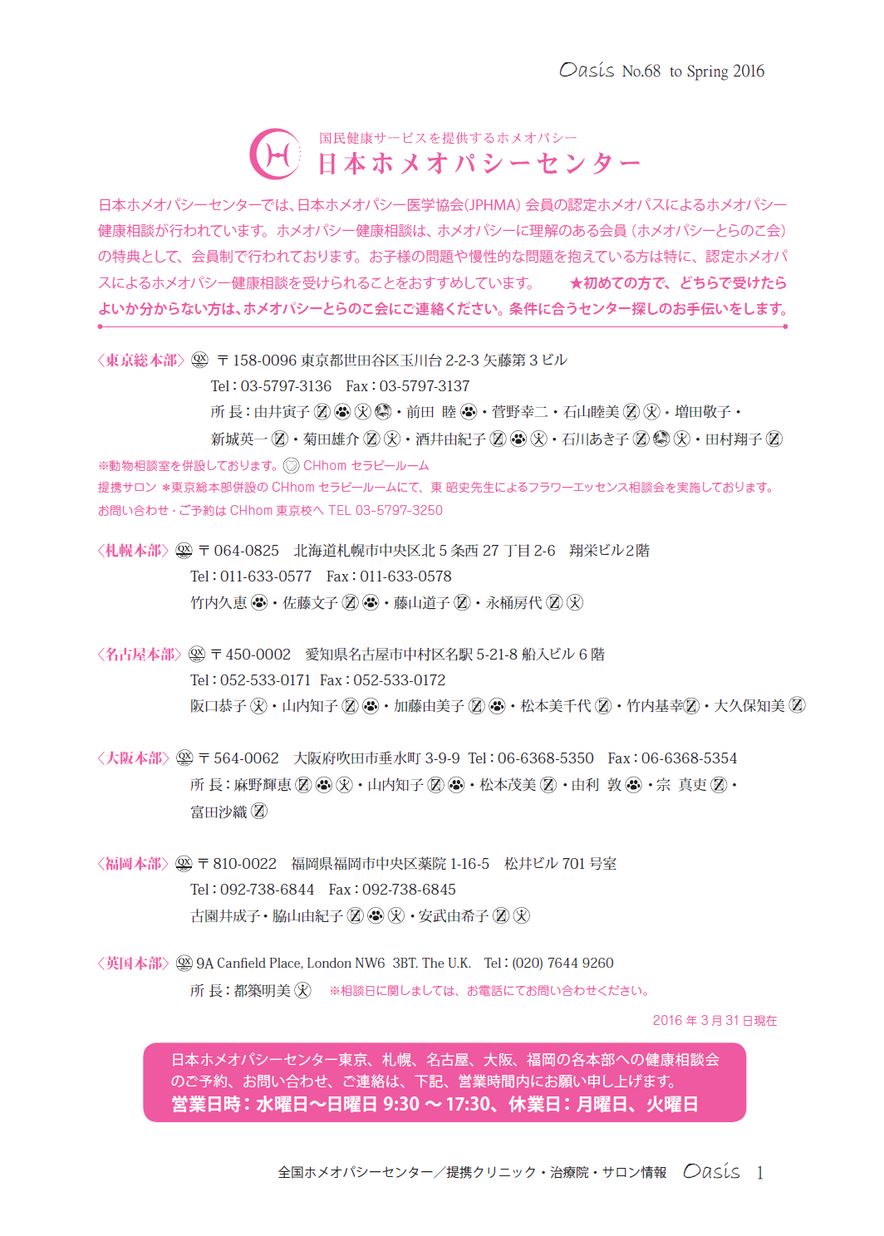 Oasis No.68 to Spring 2016
国民健康サービスを提供するホメオパシー
日本ホメオパシーセンター
日本ホメオパシーセンターでは、日本ホメオパシー医学協会(JPHMA) 会員の認定ホメオパスによるホメオパシー
健康相談が行われています。ホメオパシー健康相談は、ホメオパシーに理解のある会員（ホメオパシーとらのこ会）
の特典として、会員制で行われております。お子様の問題や慢性的な問題を抱えている方は特に、認定ホメオパ
スによるホメオパシー健康相談を受けられることをおすすめしています。　★初めての方で、どちらで受けたら
よいか分からない方は、ホメオパシーとらのこ会にご連絡ください。条件に合うセンター探しのお手伝いをします。
〈東京総本部〉 QX 〒158-0096 東京都世田谷区玉川台 2-2-3 矢藤第 3 ビル
Tel：03-5797-3136　Fax：03-5797-3137
所 長：由井寅子 Z ・前田 睦 ・菅野幸二・石山睦美 Z ・増田敬子・
新城英一 Z ・菊田雄介 Z ・酒井由紀子 Z ・石川あき子 Z ・田村翔子 Z
※動物相談室を併設しております。 CHhom セラピールーム
提携サロン ＊東京総本部併設の CHhom セラピールームにて、東 昭史先生によるフラワーエッセンス相談会を実施しております。
お問い合わせ・ご予約は CHhom 東京校へ TEL 03-5797-3250
〈札幌本部〉 QX 〒064-0825　北海道札幌市中央区北 5 条西 27 丁目 2-6　翔栄ビル2階
Tel：011-633-0577　Fax：011-633-0578
竹内久恵 ・佐藤文子 Z ・藤山道子 Z ・永桶房代 Z
〈名古屋本部〉 QX 〒450-0002　愛知県名古屋市中村区名駅 5-21-8 船入ビル 6 階
Tel：052-533-0171 Fax：052-533-0172
阪口恭子 ・山内知子 Z ・加藤由美子 Z ・松本美千代 Z ・竹内基幸 Z ・大久保知美 Z
〈大阪本部〉 QX 〒564-0062　大阪府吹田市垂水町 3-9-9 Tel：06-6368-5350　Fax：06-6368-5354
所 長：麻野輝恵 Z ・山内知子 Z ・松本茂美 Z ・由利 敦 ・宗 真吏 Z ・
富田沙織 Z
〈福岡本部〉 QX 〒810-0022　福岡県福岡市中央区薬院 1-16-5　松井ビル 701 号室
Tel：092-738-6844　Fax：092-738-6845
古園井成子・脇山由紀子 Z ・安武由希子 Z
〈英国本部〉 QX 9A Canfield Place, London NW6 3BT. The U.K.　Tel：(020) 7644 9260
所 長：都築明美 　※相談日に関しましては、お電話にてお問い合わせください。
2016 年 3 月 31 日現在
日本ホメオパシーセンター東京、札幌、名古屋、大阪、福岡の各本部への健康相談会
のご予約、お問い合わせ、ご連絡は、下記、営業時間内にお願い申し上げます。
営業日時：水曜日～日曜日 9:30 ～ 17:30、休業日：月曜日、火曜日
全国ホメオパシーセンター／提携クリニック・治療院・サロン情報　Oasis　1